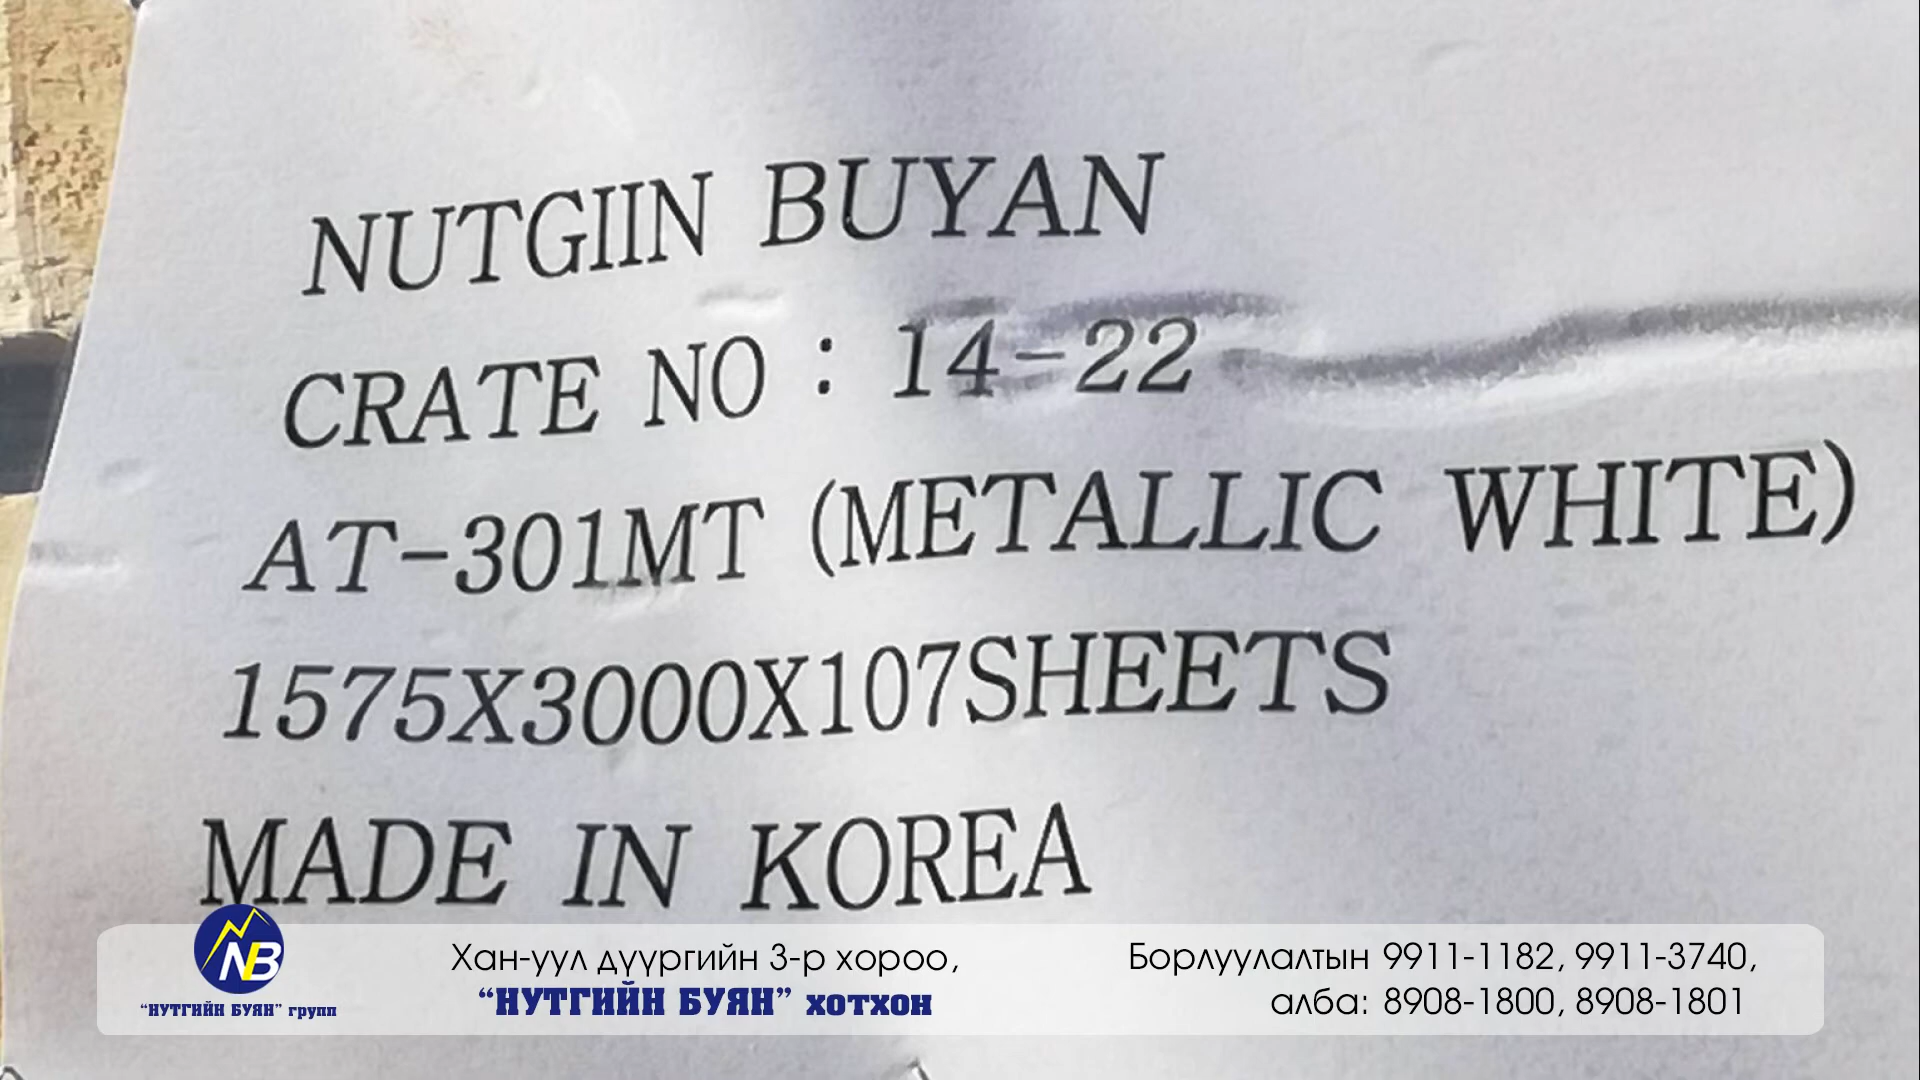 NUTGIIN BUYAN
CRATE NO : 14-22
AT-301MT (METALLIC WHITE)
1575X3000X107SHEETS
MADE IN KOREA
NB
“НУТГИЙН БУЯН” групп
Хан-уул дүүргийн 3-р хороо,
“НУТГИЙН БУЯН” хотхон
Борлуулалтын 9911-1182, 9911-3740,
алба: 8908-1800, 8908-1801